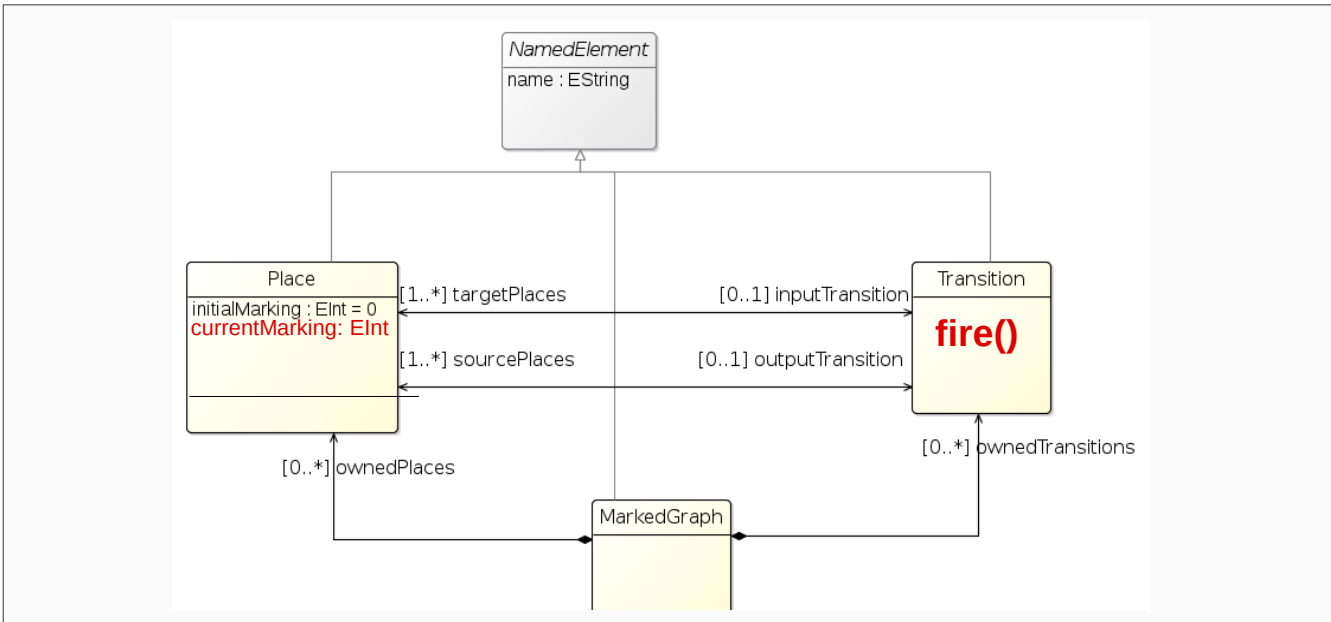 NamedElement
name : EString
Place
initialMarking : EInt = 0
currentMarking: EInt
[1..*] targetPlaces
[0..1] inputTransition
[1..*] sourcePlaces
[0..1] outputTransition
Transition
fire()
[0..*] ownedPlaces
[0..*] ownedTransitions
MarkedGraph